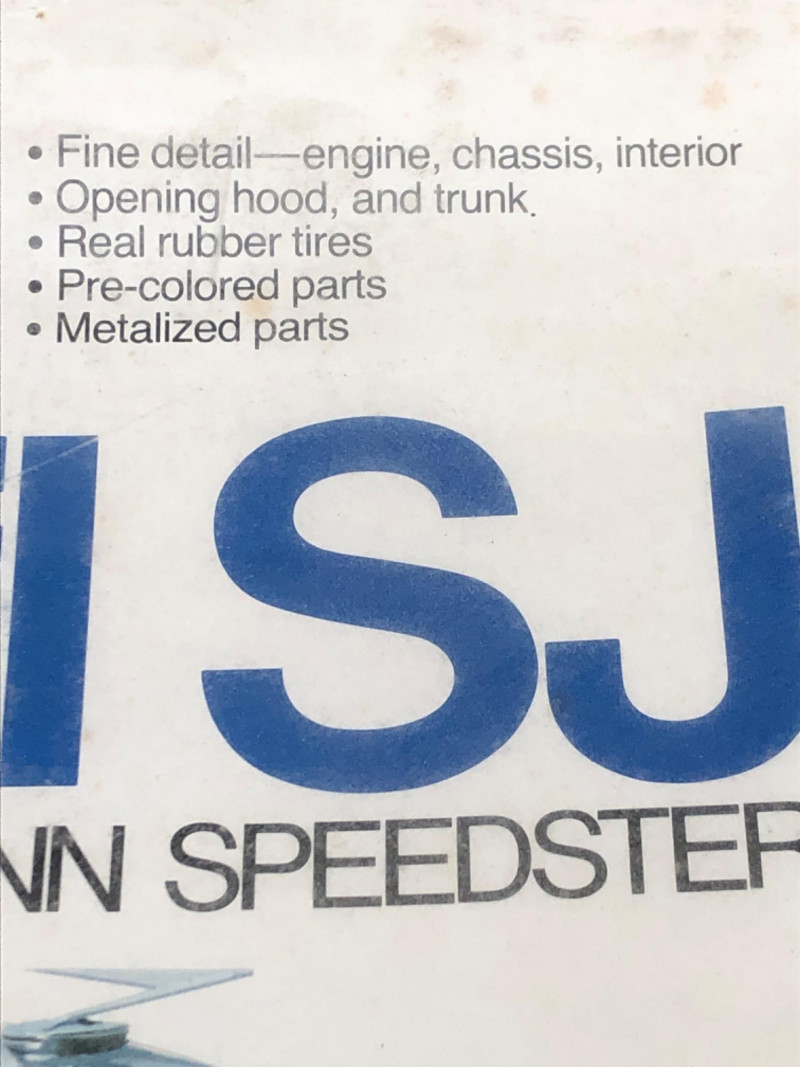 • Fine detail—engine, chassis, interior
• Opening hood, and trunk.
• Real rubber tires
• Pre-colored parts
• Metalized parts
SJ
SPEEDSTER